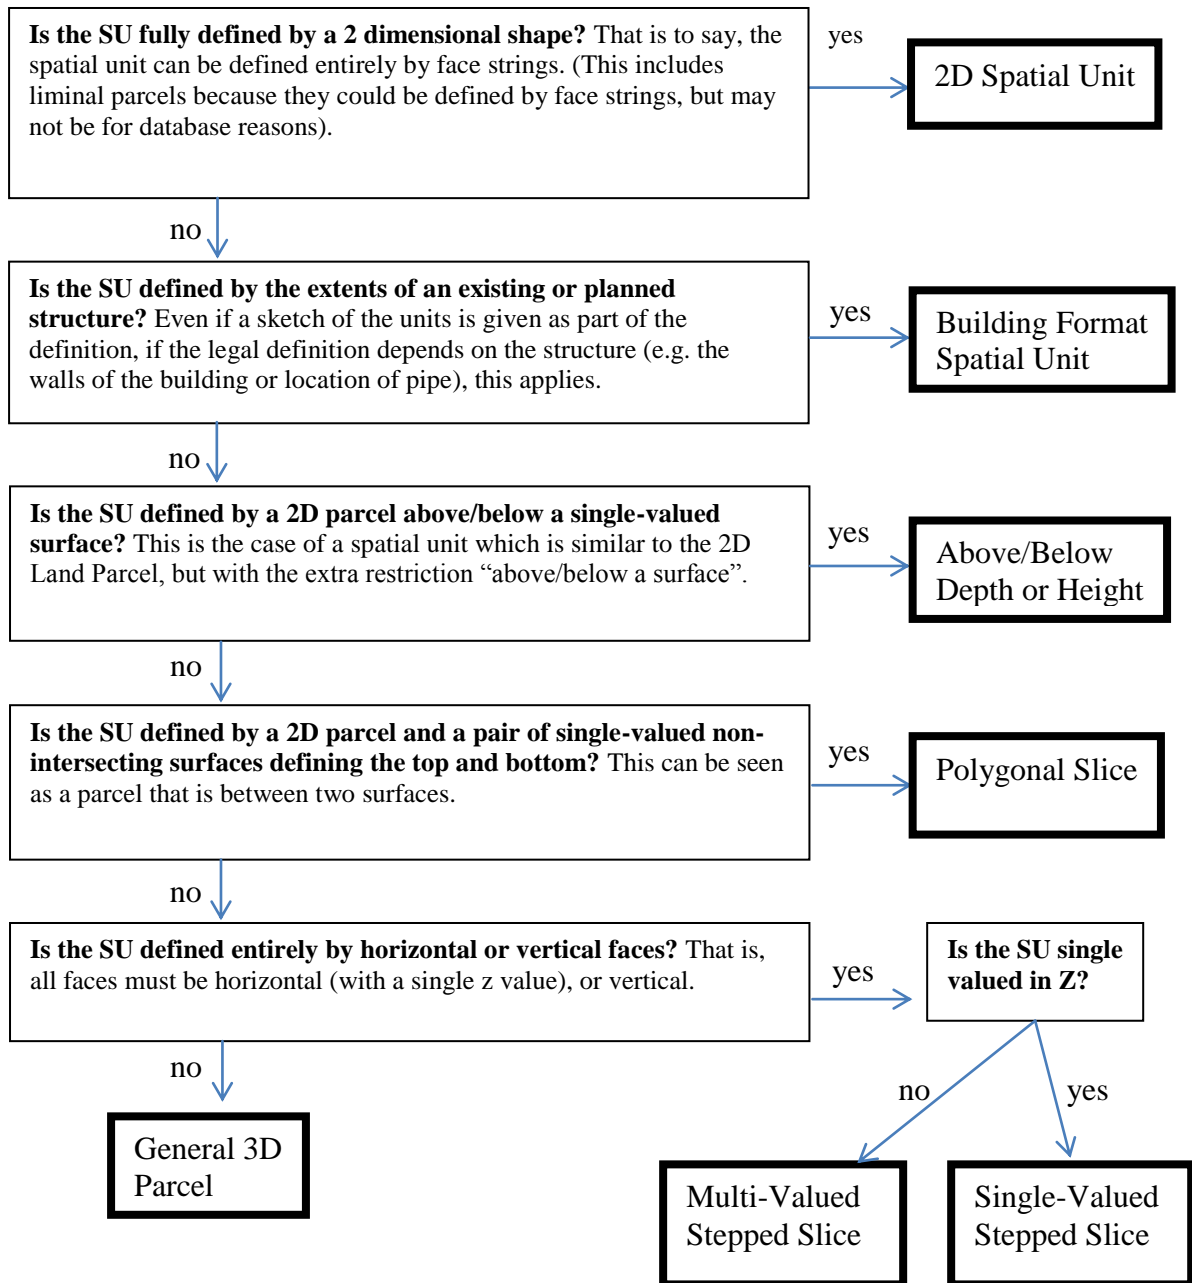 Is the SU fully defined by a 2 dimensional shape? That is to say, the
spatial unit can be defined entirely by face strings. (This includes
liminal parcels because they could be defined by face strings, but may
not be for database reasons).
yes
2D Spatial Unit
no
Is the SU defined by the extents of an existing or planned
structure? Even if a sketch of the units is given as part of the
definition, if the legal definition depends on the structure (e.g. the
walls of the building or location of pipe), this applies.
yes
Building Format
Spatial Unit
no
Is the SU defined by a 2D parcel above/below a single-valued
surface? This is the case of a spatial unit which is similar to the 2D
Land Parcel, but with the extra restriction “above/below a surface”.
yes
Above/Below
Depth or Height
no
Is the SU defined by a 2D parcel and a pair of single-valued non-
intersecting surfaces defining the top and bottom? This can be seen
as a parcel that is between two surfaces.
yes
Polygonal Slice
no
Is the SU defined entirely by horizontal or vertical faces? That is,
all faces must be horizontal (with a single z value), or vertical.
yes
Is the SU single
valued in Z?
no
General 3D
Parcel
no
yes
Multi-Valued
Stepped Slice
Single-Valued
Stepped Slice